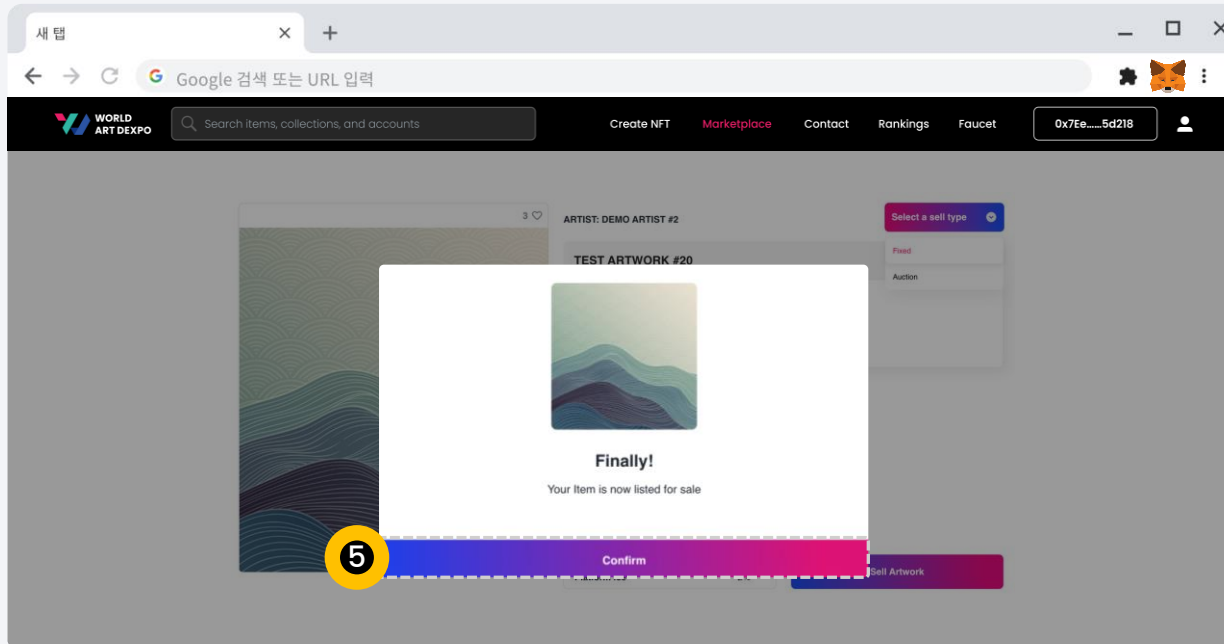 새 탭
Google 검색 또는 URL 입력
WORLD
ART DEXPO
Search items, collections, and accounts
Create NFT
Marketplace
Contact
Rankings
Faucet
0x7Ee......5d218
3
ARTIST: DEMO ARTIST #2
Select a sell type
TEST ARTWORK #20
Fixed
Auction
Finally!
Your Item is now listed for sale
5
Confirm
Sell Artwork